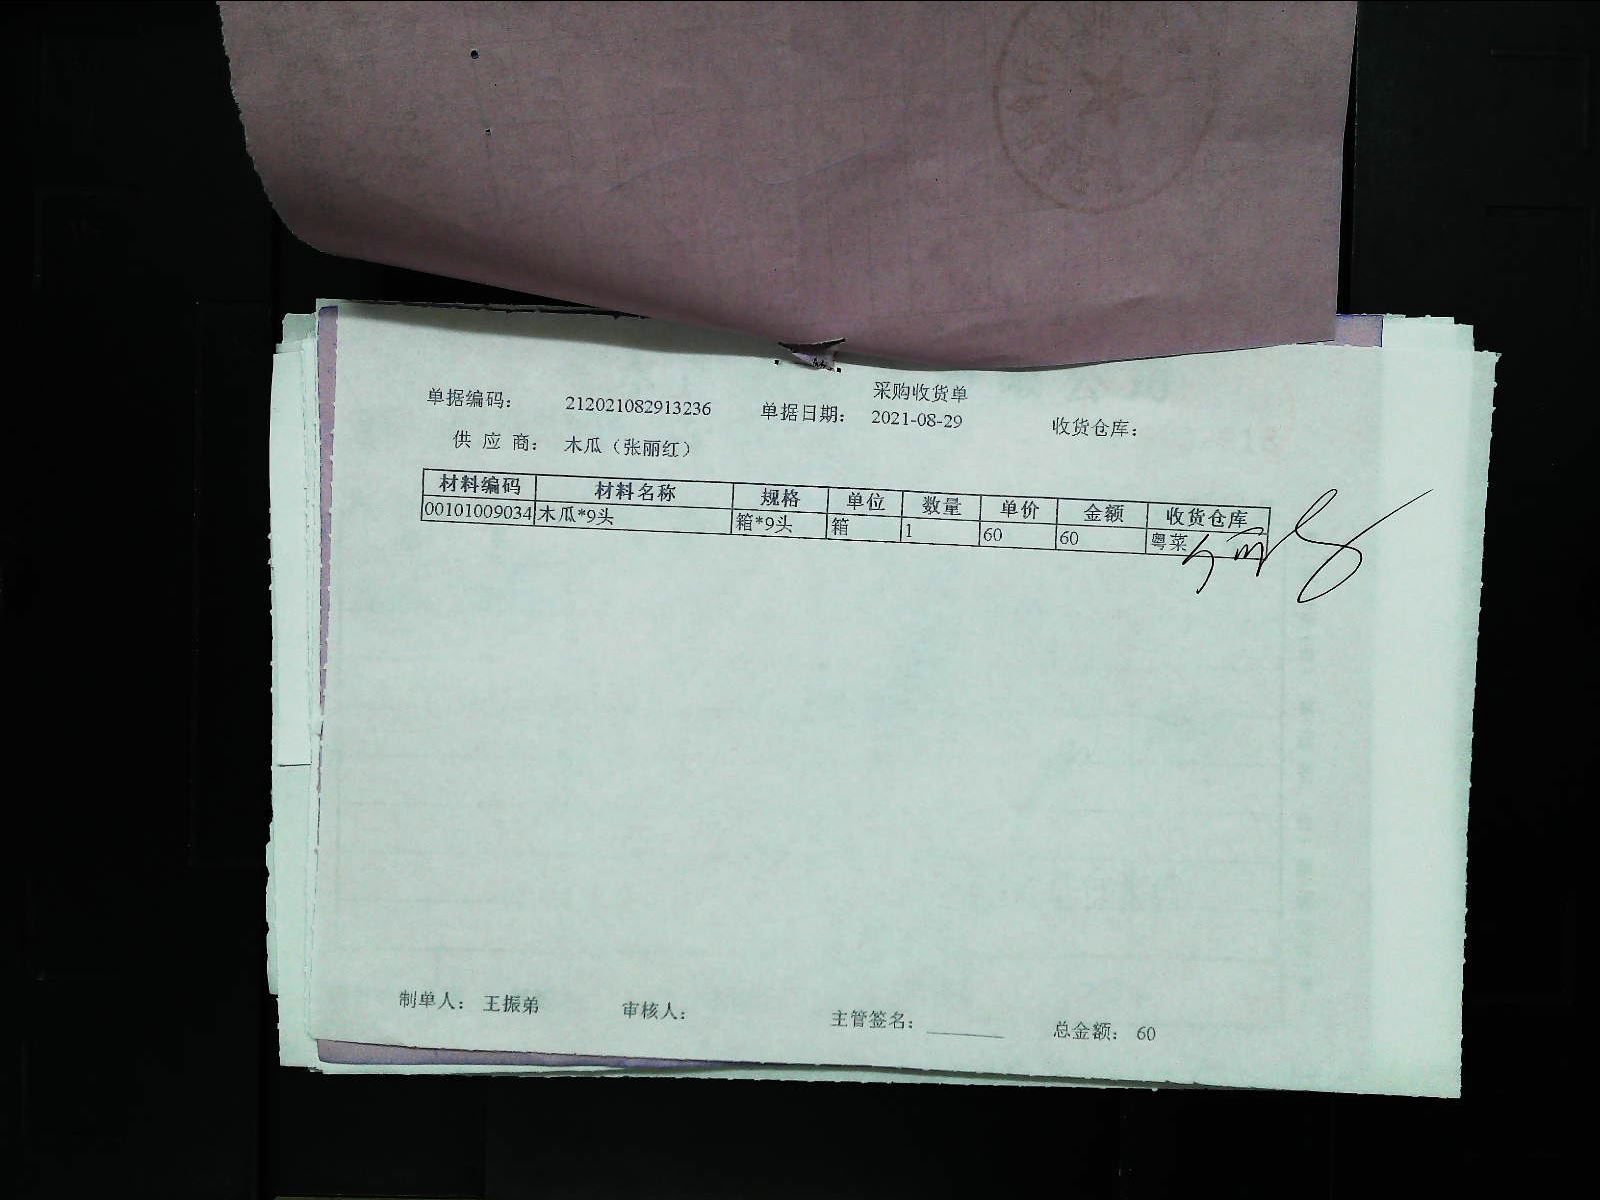 采购收货单
单据编码： 212021082913236 单据日期： 2021-08-29 收货仓库：
供 应 商： 木瓜（张丽红）
材料编码 材料名称 规格 单位 数量 单价 金额 收货仓库
00101009034 木瓜*9头 箱*9头 箱 1 60 60 粤菜
制单人： 王振弟 审核人： 主管签名： 总金额： 60